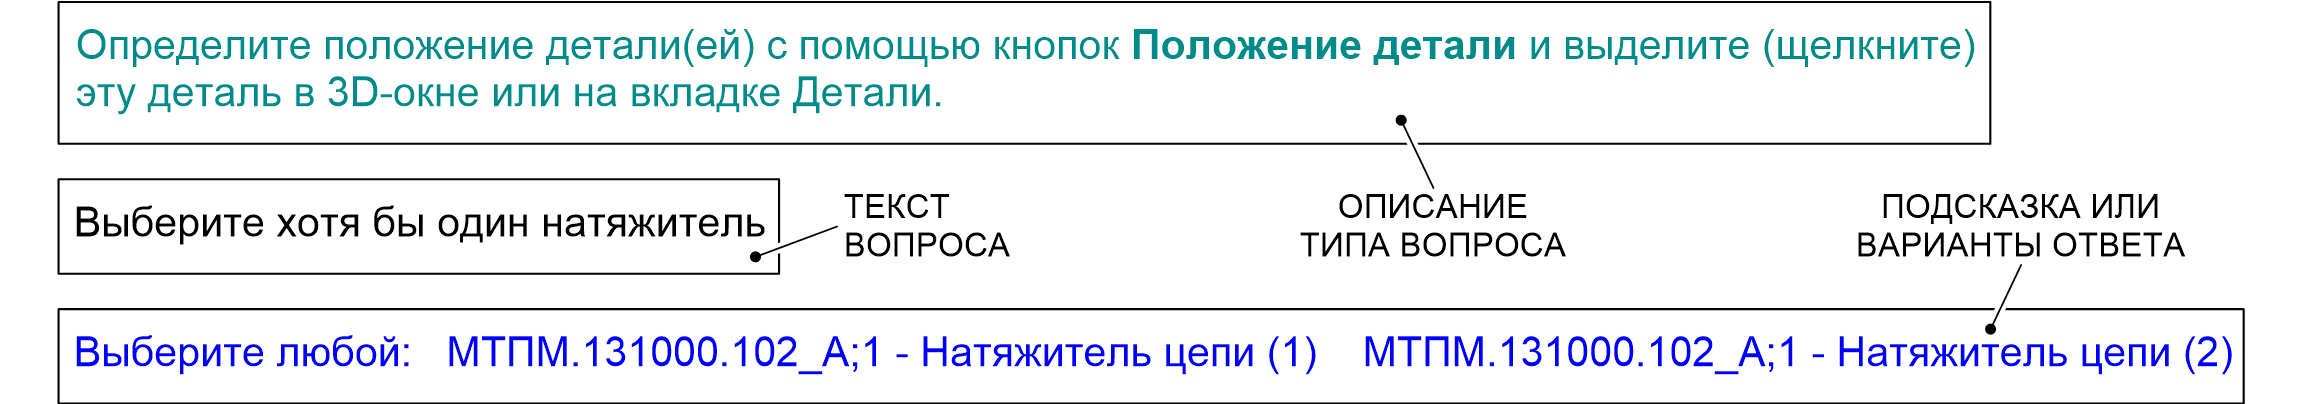 Определите положение детали(ей) с помощью кнопок Положение детали и выделите (щелкните)
эту деталь в 3D-окне или на вкладке Детали.
Выберите хотя бы один натяжитель
ТЕКСТ
ВОПРОСА
ОПИСАНИЕ
ТИПА ВОПРОСА
ПОДСКАЗКА ИЛИ
ВАРИАНТЫ ОТВЕТА
Выберите любой: МТПМ.131000.102_А;1 - Натяжитель цепи (1) МТПМ.131000.102_А;1 - Натяжитель цепи (2)